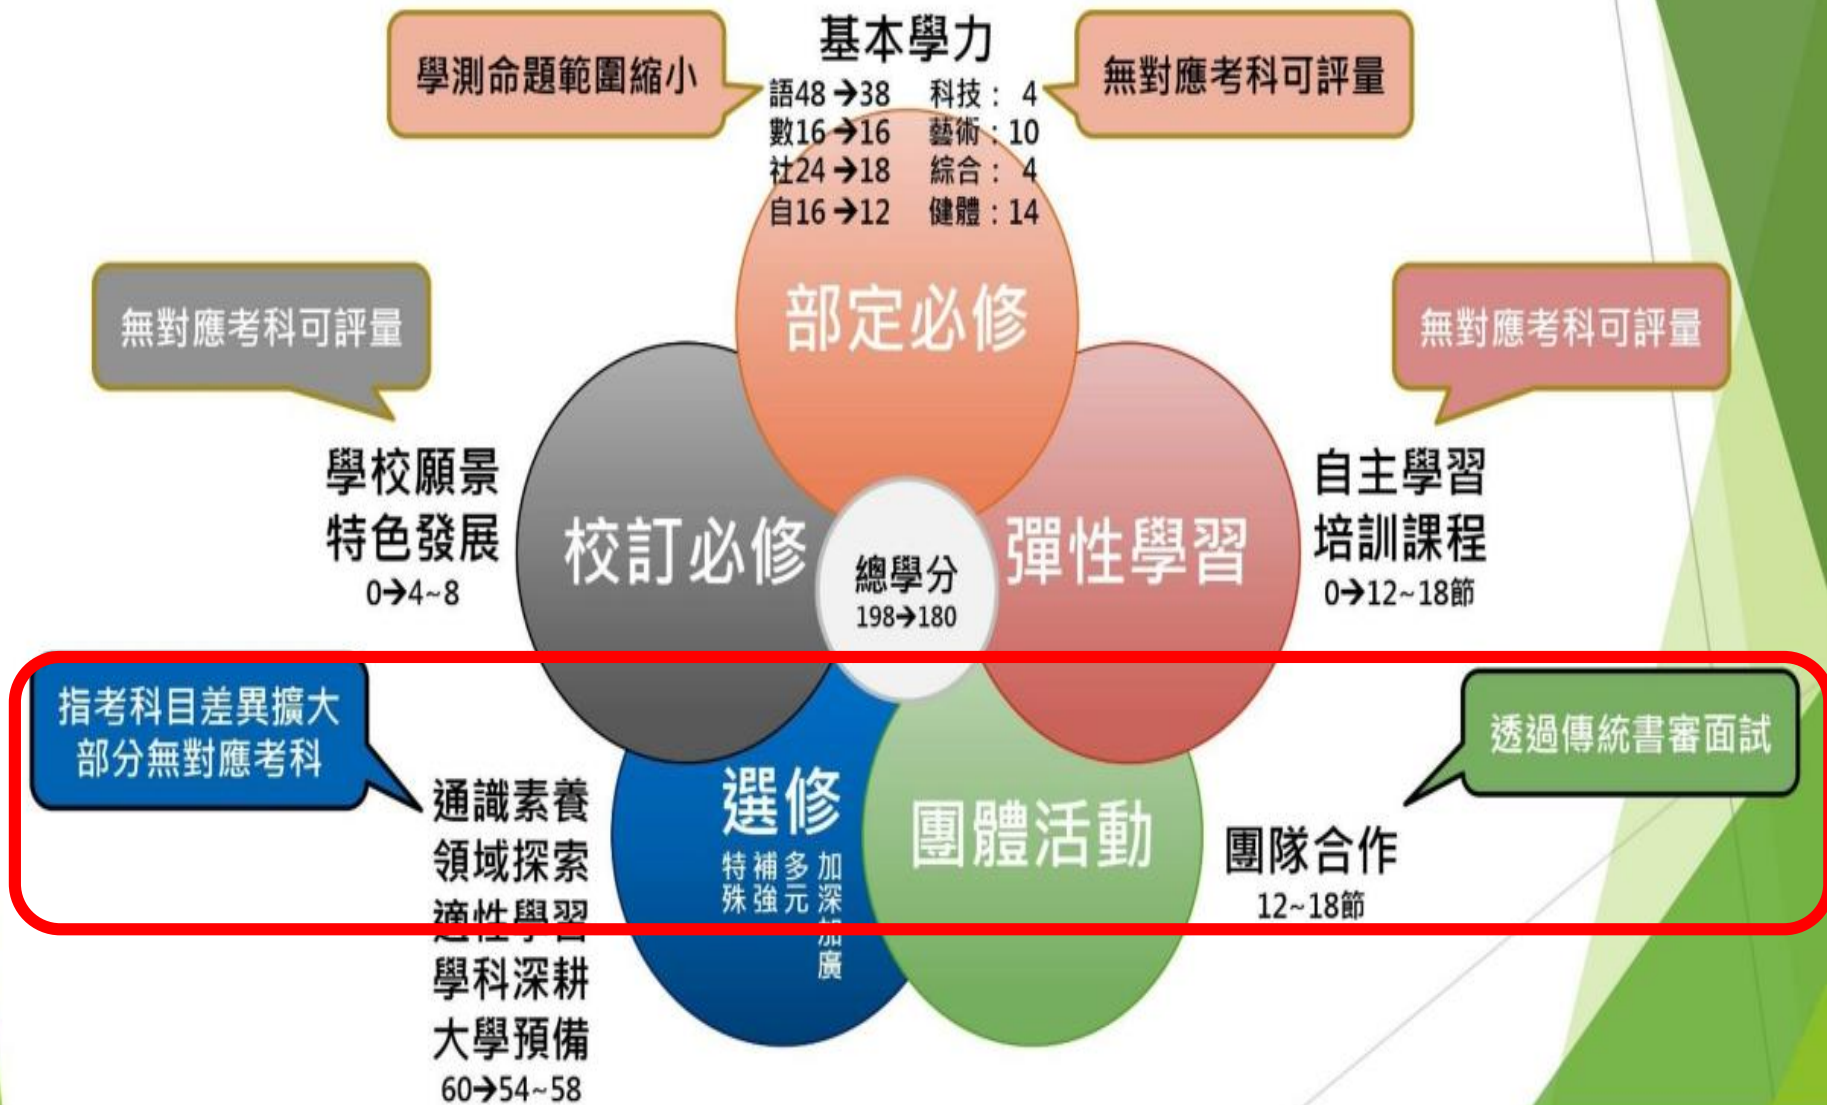 基本學力
學測命題範圍縮小
無對應考科可評量
語48➔38 科技： 4
數16➔16 藝術：10
社24➔18 綜合： 4
自16➔12 健體：14
部定必修
無對應考科可評量
無對應考科可評量
學校願景
特色發展
0➔4~8
校訂必修
總學分
198➔180
彈性學習
自主學習
培訓課程
0➔12~18節
指考科目差異擴大
部分無對應考科
透過傳統書審面試
通識素養
領域探索
適性學習
學科深耕
大學預備
60➔54~58
選修
加深加廣
多元
補強
特殊
團體活動
團隊合作
12~18節